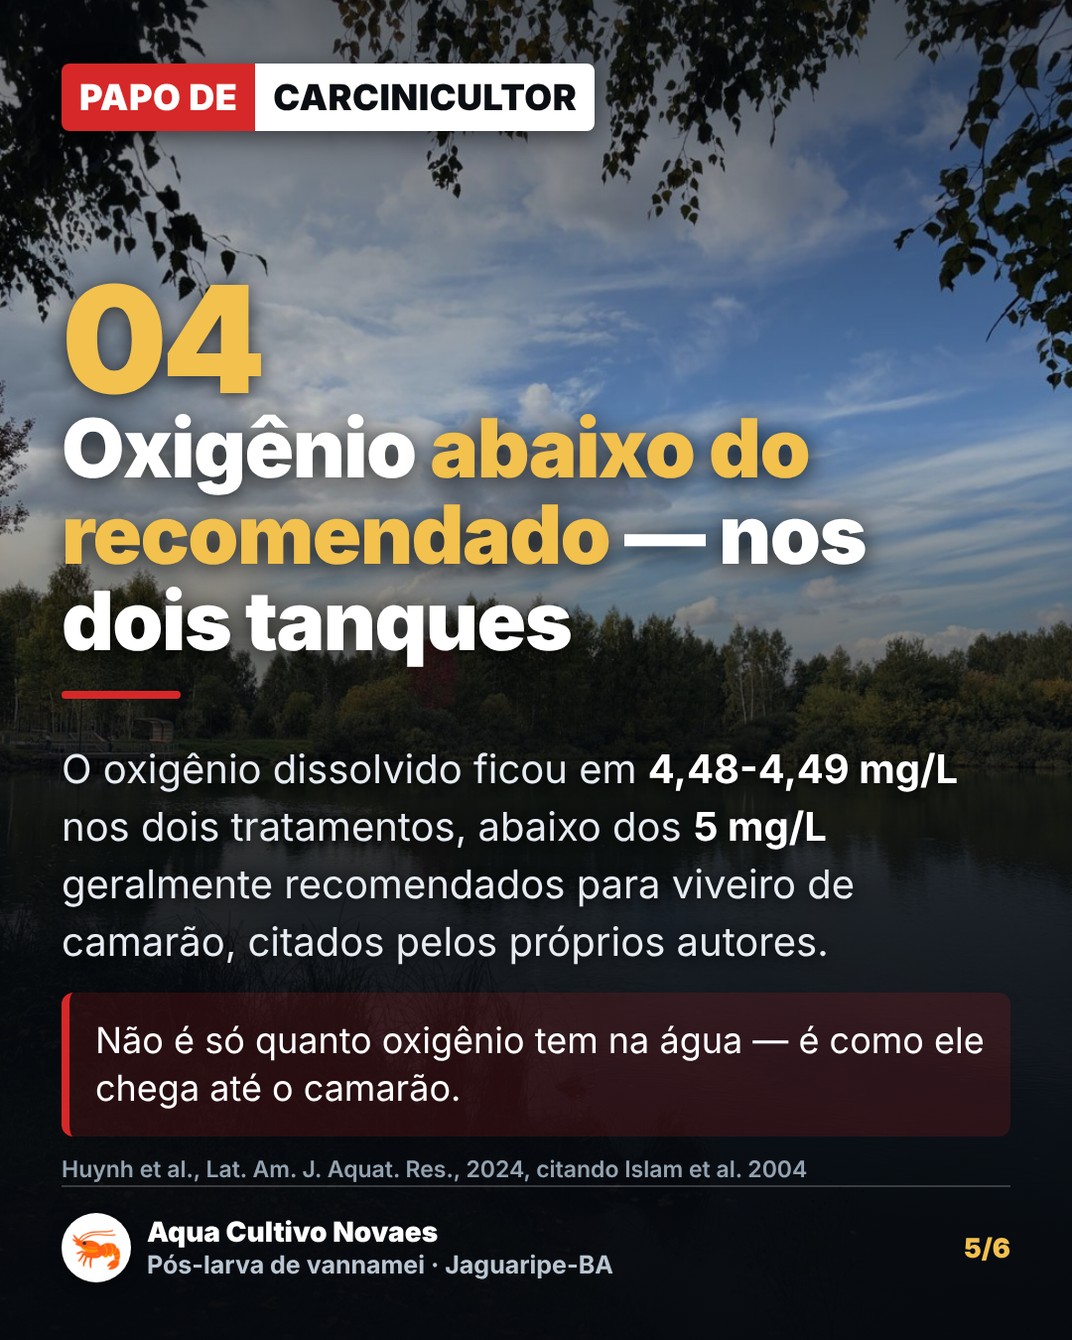 PAPO DE CARCINICULTOR
04
Oxigênio abaixo do
recomendado — nos
dois tanques
O oxigênio dissolvido ficou em 4,48-4,49 mg/L
nos dois tratamentos, abaixo dos 5 mg/L
geralmente recomendados para viveiro de
camarão, citados pelos próprios autores.
Não é só quanto oxigênio tem na água — é como ele
chega até o camarão.
Huynh et al., Lat. Am. J. Aquat. Res., 2024, citando Islam et al. 2004
Aqua Cultivo Novaes
Pós-larva de vannamei · Jaguaripe-BA
5/6